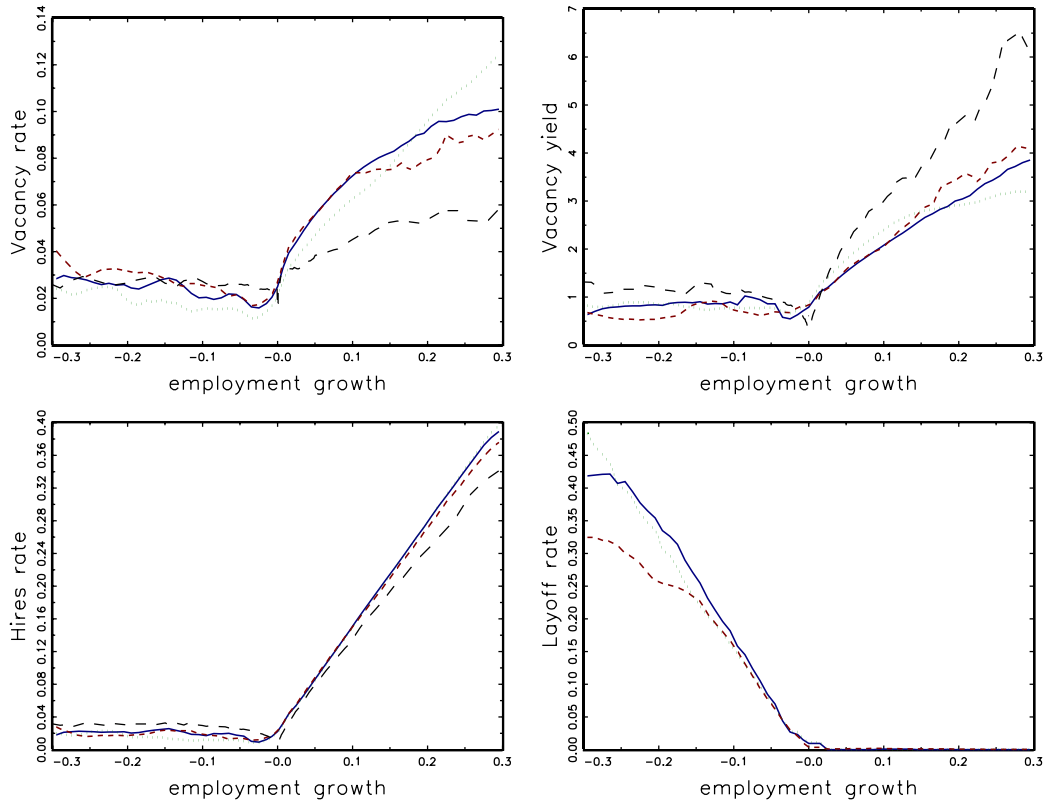 Vacancy rate
0.00 0.02 0.04 0.06 0.08 0.10 0.12 0.14
-0.3 -0.2 -0.1 -0.0 0.1 0.2 0.3
employment growth
Vacancy yield
0 1 2 3 4 5 6 7
-0.3 -0.2 -0.1 -0.0 0.1 0.2 0.3
employment growth
Hires rate
0.00 0.04 0.08 0.12 0.16 0.20 0.24 0.28 0.32 0.36 0.40
-0.3 -0.2 -0.1 -0.0 0.1 0.2 0.3
employment growth
Layoff rate
0.00 0.05 0.10 0.15 0.20 0.25 0.30 0.35 0.40 0.45 0.50
-0.3 -0.2 -0.1 -0.0 0.1 0.2 0.3
employment growth